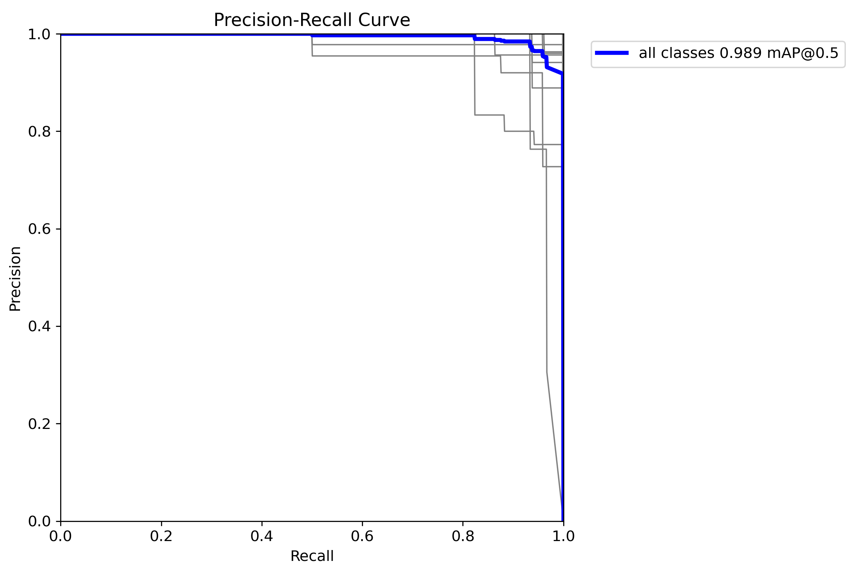 Precision-Recall Curve
all classes 0.989 mAP@0.5
Precision
1.0
0.8
0.6
0.4
0.2
0.0
0.0 0.2 0.4 0.6 0.8 1.0
Recall